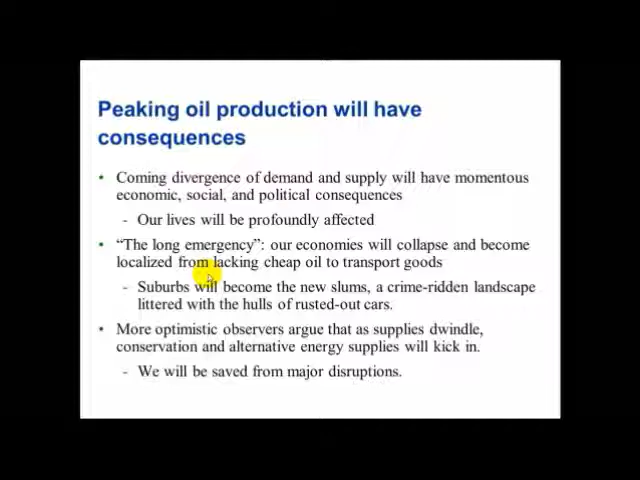 Peaking oil production will have
consequences
• Coming divergence of demand and supply will have momentous
economic, social, and political consequences
- Our lives will be profoundly affected
• “The long emergency”: our economies will collapse and become
localized from lacking cheap oil to transport goods
- Suburbs will become the new slums, a crime-ridden landscape
littered with the hulls of rusted-out cars.
• More optimistic observers argue that as supplies dwindle,
conservation and alternative energy supplies will kick in.
- We will be saved from major disruptions.